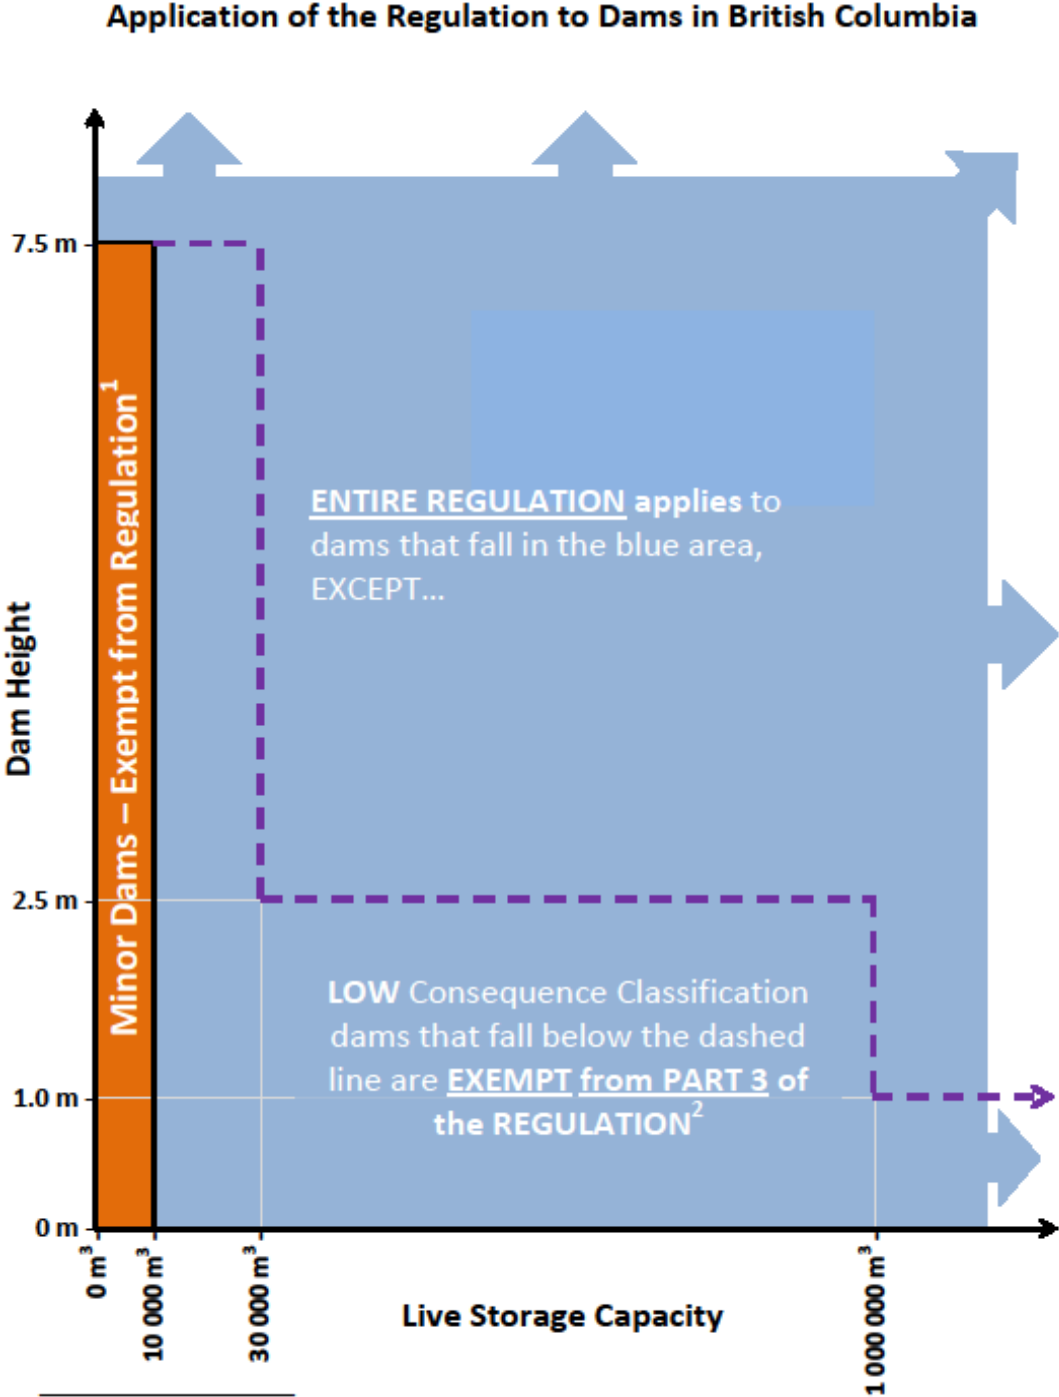 Application of the Regulation to Dams in British Columbia
7.5 m
Minor Dams – Exempt from Regulation1
ENTIRE REGULATION applies to
dams that fall in the blue area,
EXCEPT...
Dam Height
2.5 m
LOW Consequence Classification
dams that fall below the dashed
line are EXEMPT from PART 3 of
the REGULATION2
1.0 m
0 m
0 m3
10 000 m3
30 000 m3
1 000 000 m3
Live Storage Capacity